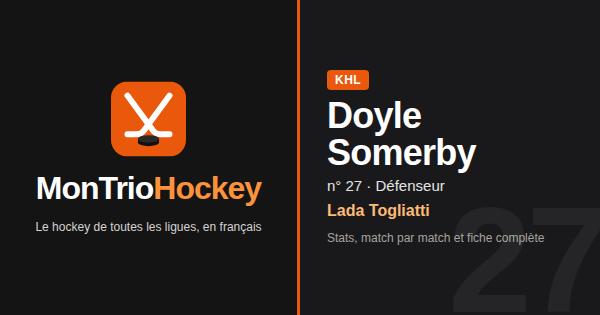 MonTrioHockey
Le hockey de toutes les ligues, en français
KHL
Doyle
Somerby
n° 27 · Défenseur
Lada Togliatti
Stats, match par match et fiche complète
27